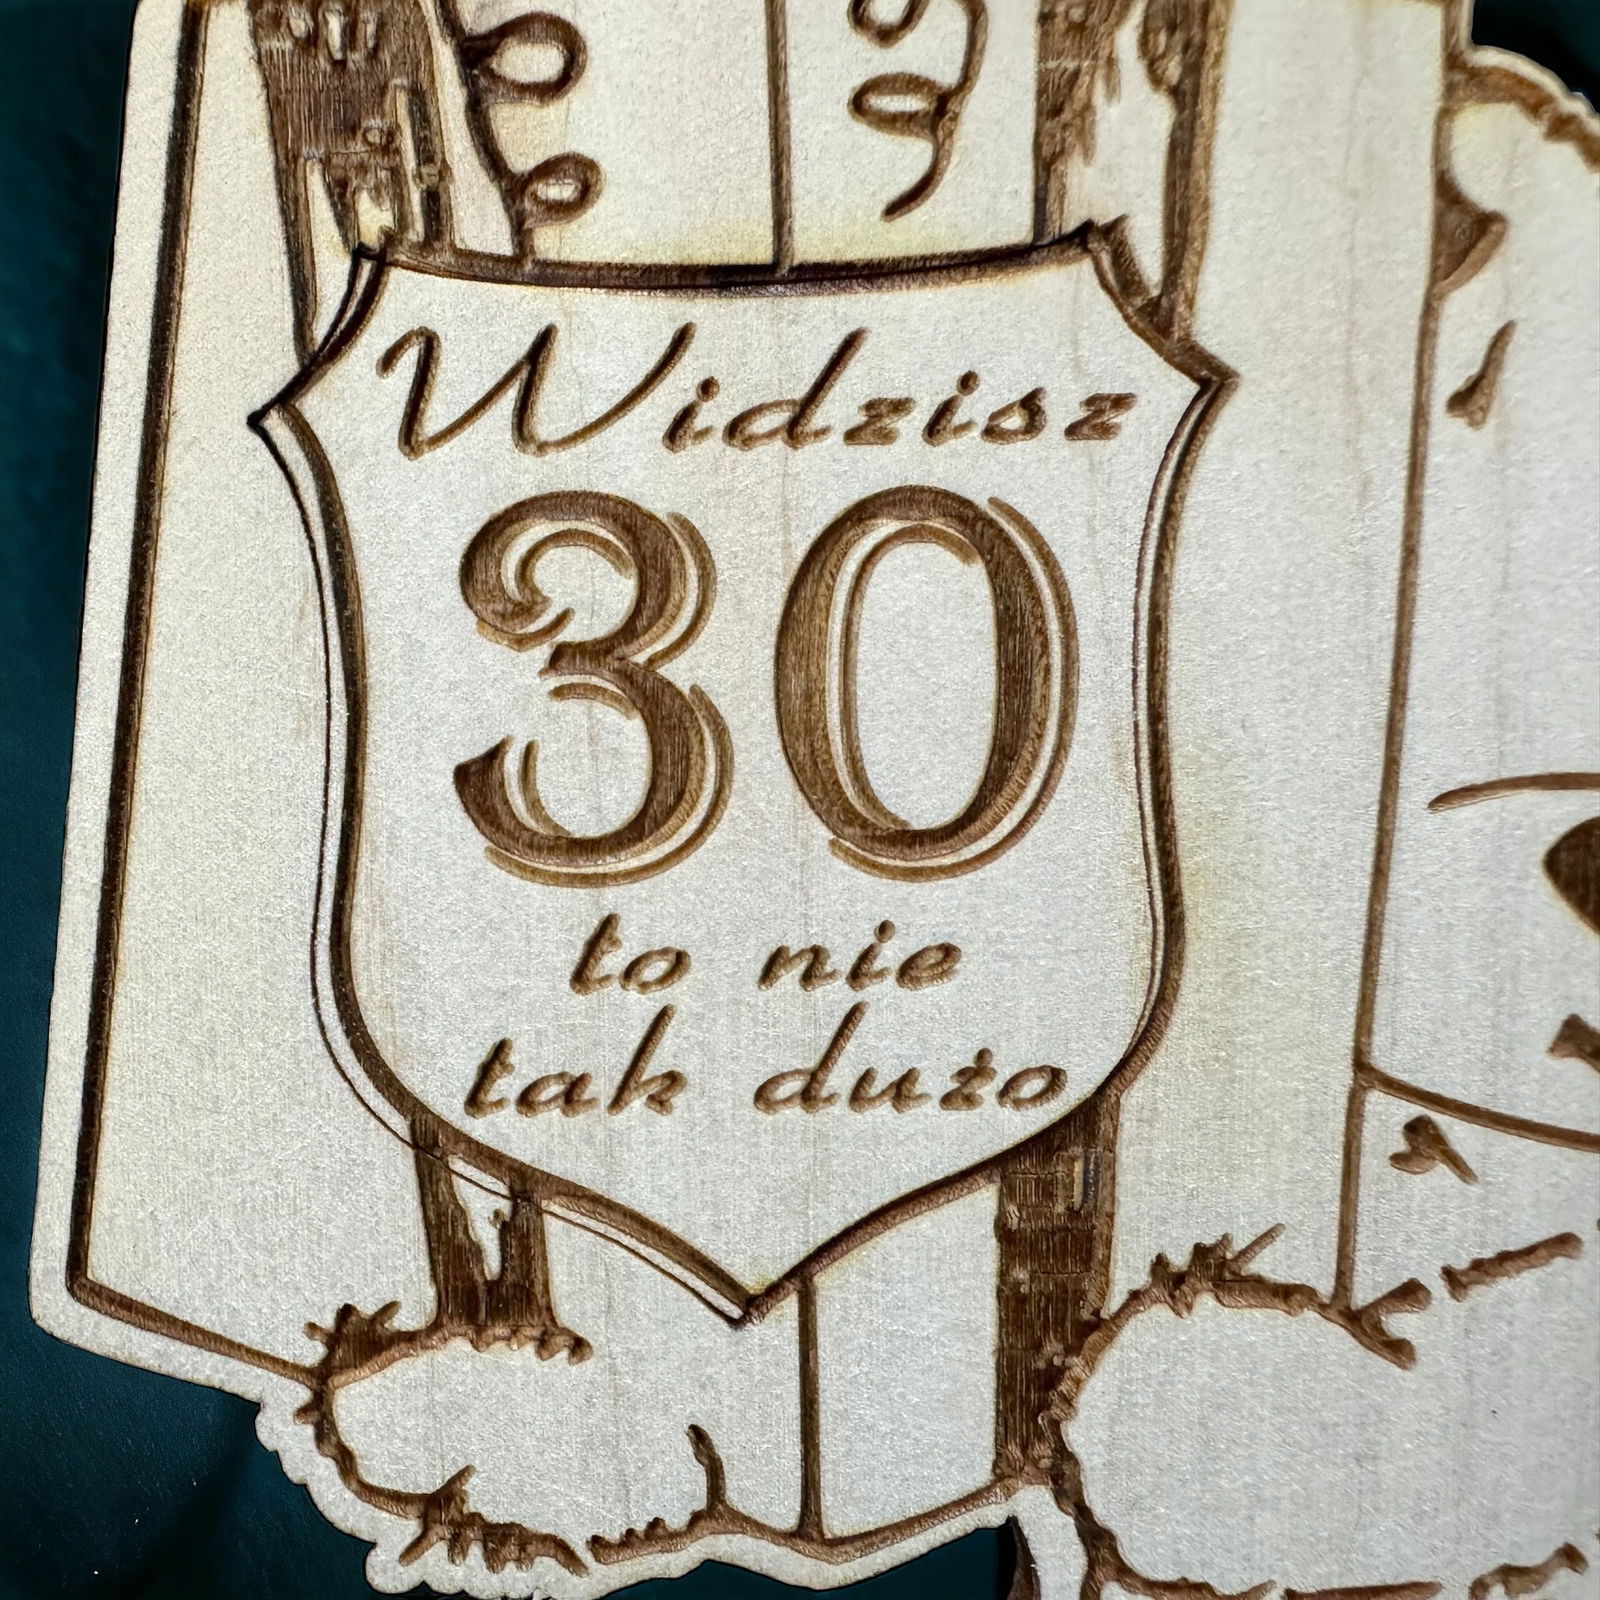 Widzisz
30
to nie
tak dużo